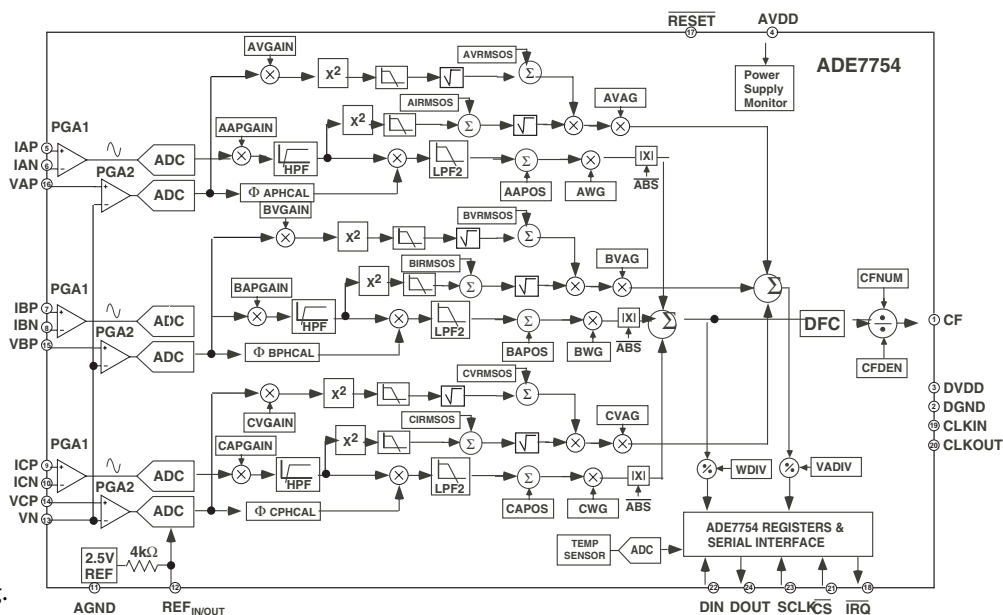 RESET AVDD
17 4
ADE7754
Power
Supply
Monitor
AVGAIN
X²
√
AVRMSOS
Σ
AIRMSOS
X²
Σ
√
AVAG
PGA1
AAPGAIN
IAP 5
IAN 6
ADC
HPF
LPF2
Σ
|X|
AAPOS
AWG
ABS
VAP 16
PGA2
ADC
Φ APHCAL
BVGAIN
X²
√
BVRMSOS
Σ
BIRMSOS
X²
Σ
√
BVAG
Σ
PGA1
BAPGAIN
IBP 7
IBN 8
ADC
HPF
LPF2
Σ
|X|
BAPOS
BWG
ABS
Σ
VBP 15
PGA2
ADC
Φ BPHCAL
DFC
CFNUM
÷
CFDEN
1 CF
3 DVDD
2 DGND
19 CLKIN
20 CLKOUT
CVGAIN
X²
√
CVRMSOS
Σ
CIRMSOS
X²
Σ
√
CVAG
PGA1
CAPGAIN
ICP 9
ICN 10
ADC
HPF
LPF2
Σ
|X|
CAPOS
CWG
ABS
VCP 14
VN 13
PGA2
ADC
Φ CPHCAL
% WDIV
% VADIV
ADE7754 REGISTERS &
SERIAL INTERFACE
TEMP
SENSOR
ADC
2.5V
REF
4kΩ
11 12 22 24 23 21 18
AGND REF IN/OUT DIN DOUT SCLK CS IRQ
g.